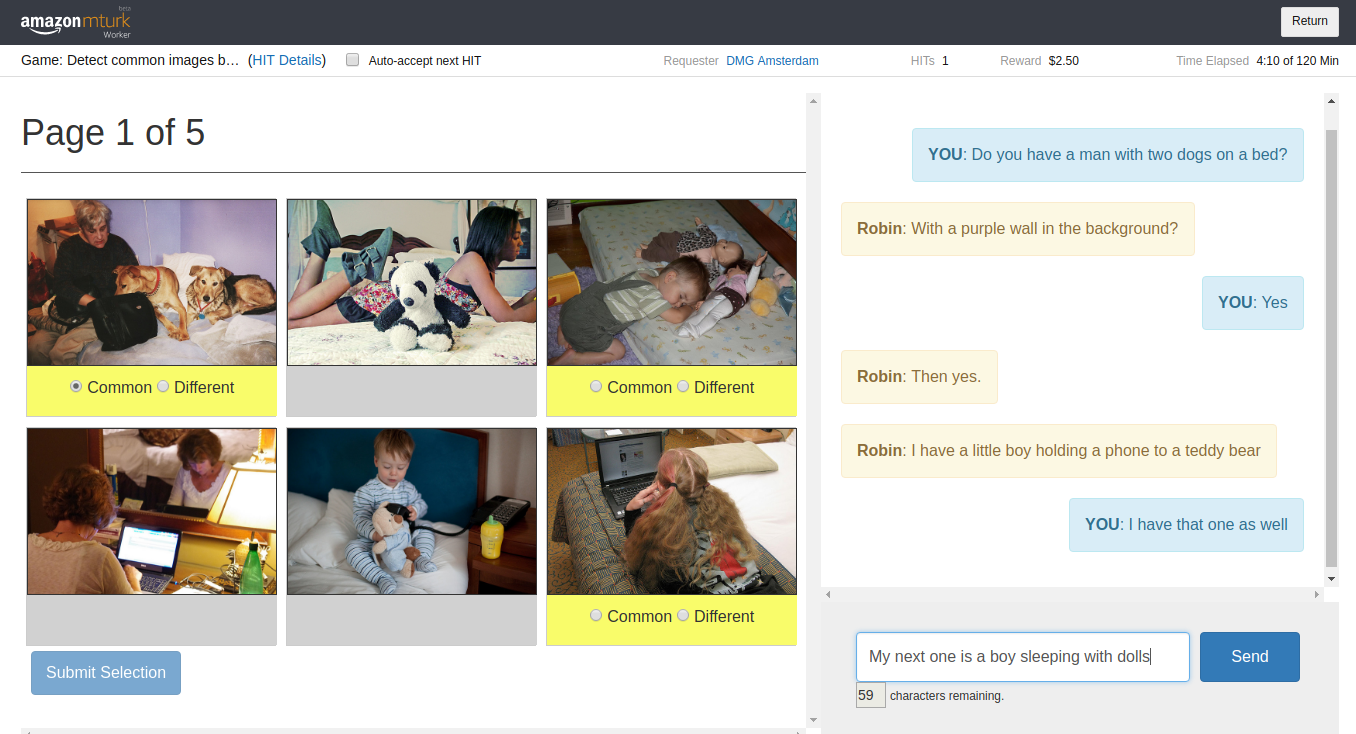 beta
amazonmturk
Worker
Return
Game: Detect common images b… (HIT Details) Auto-accept next HIT Requester DMG Amsterdam HITs 1 Reward $2.50 Time Elapsed 4:10 of 120 Min
Page 1 of 5
Common Different
Common Different
Common Different
Submit Selection
YOU: Do you have a man with two dogs on a bed?
Robin: With a purple wall in the background?
YOU: Yes
Robin: Then yes.
Robin: I have a little boy holding a phone to a teddy bear
YOU: I have that one as well
My next one is a boy sleeping with dolls
Send
59 characters remaining.